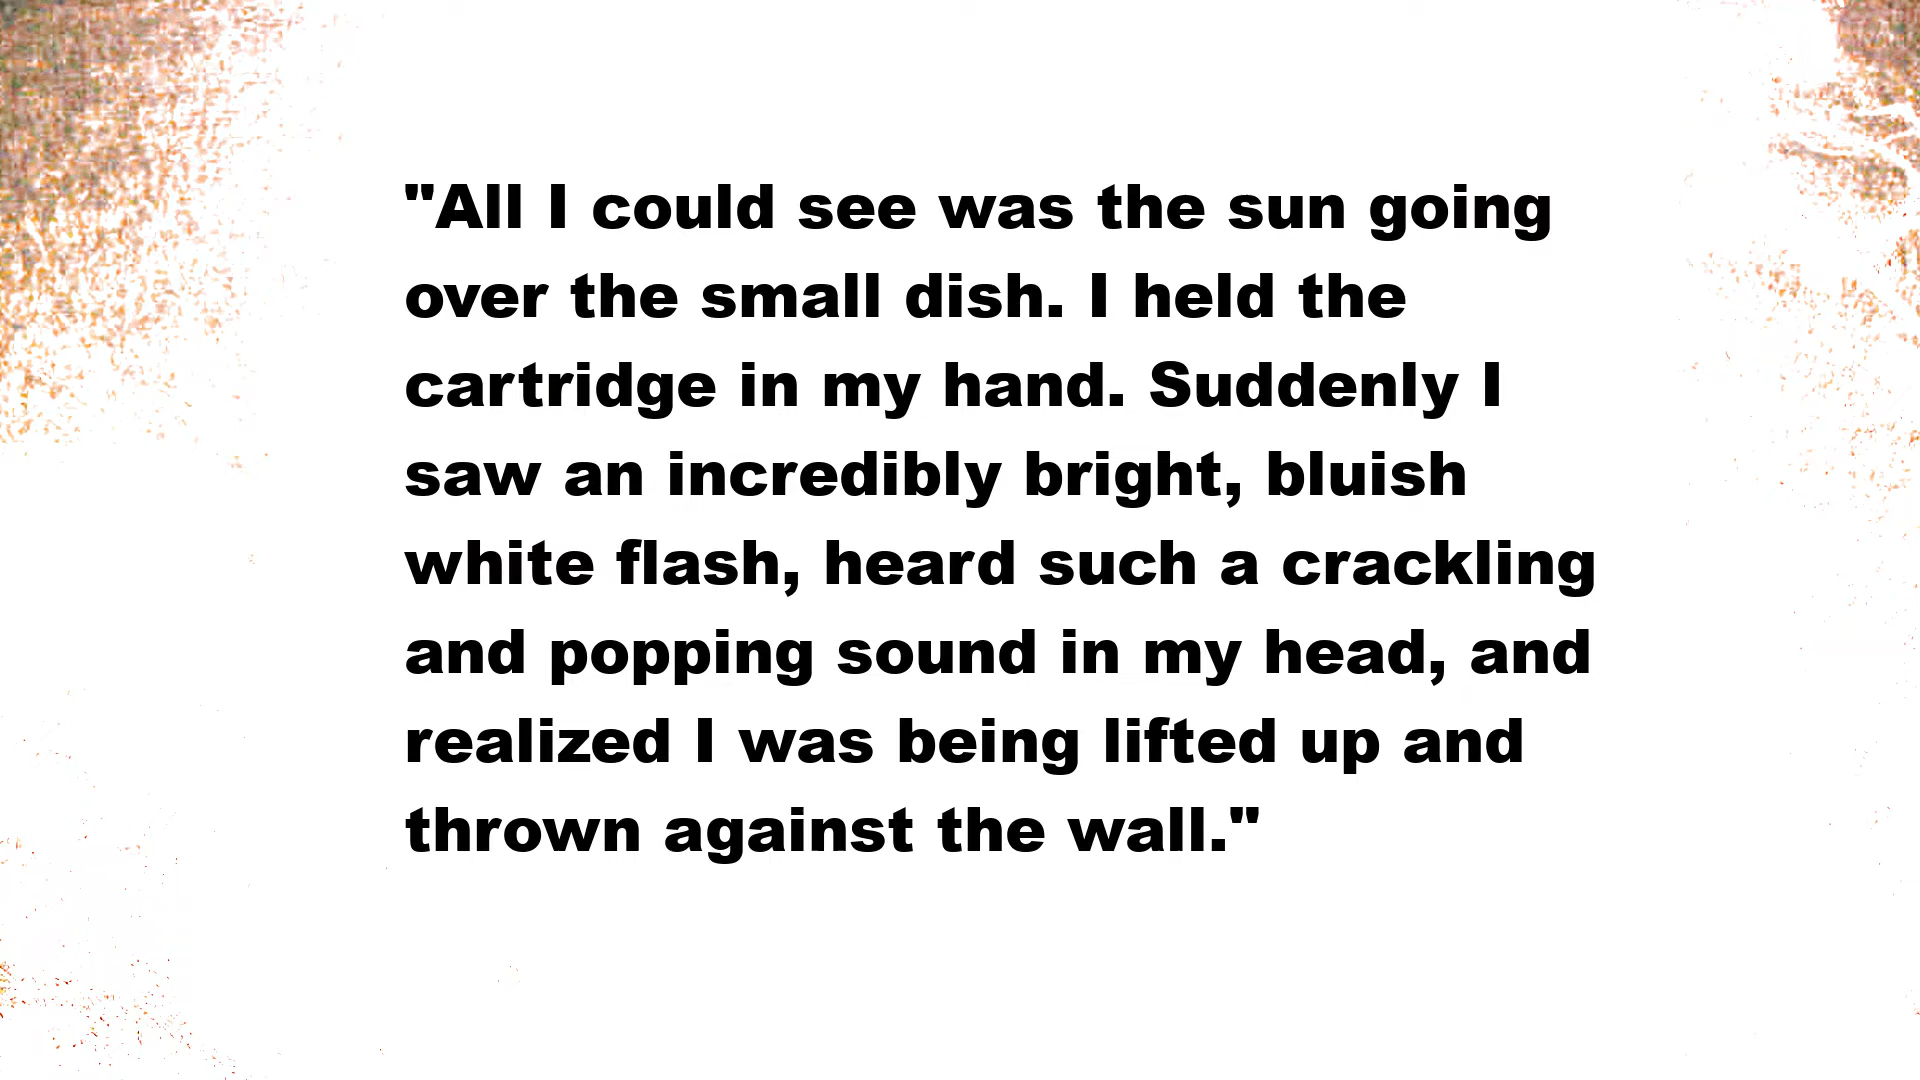 "All I could see was the sun going
over the small dish. I held the
cartridge in my hand. Suddenly I
saw an incredibly bright, bluish
white flash, heard such a crackling
and popping sound in my head, and
realized I was being lifted up and
thrown against the wall."